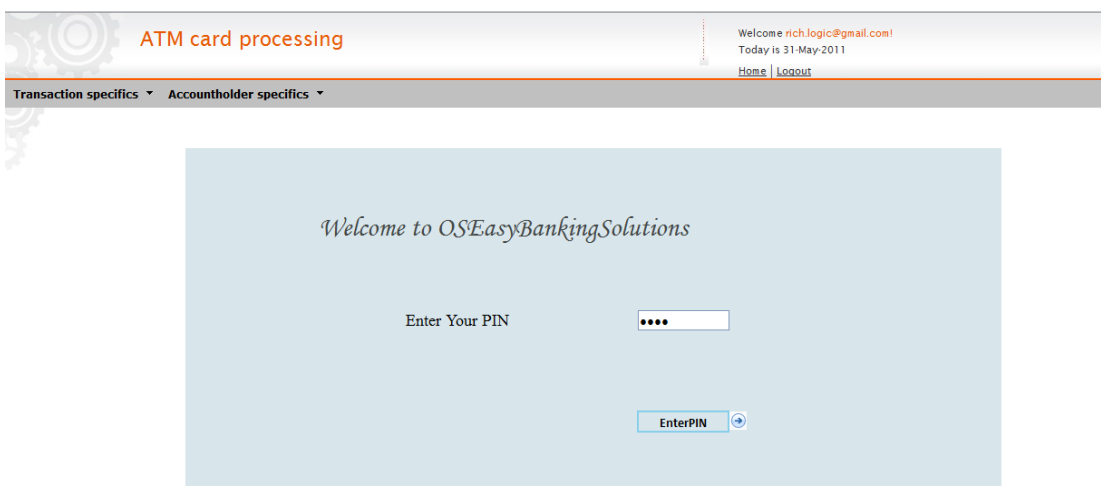 ATM card processing
Welcome rich.logic@gmail.com!
Today is 31-May-2011
Home | Logout
Transaction specifics Accountholder specifics
Welcome to OSEasyBankingSolutions
Enter Your PIN ••••
EnterPIN